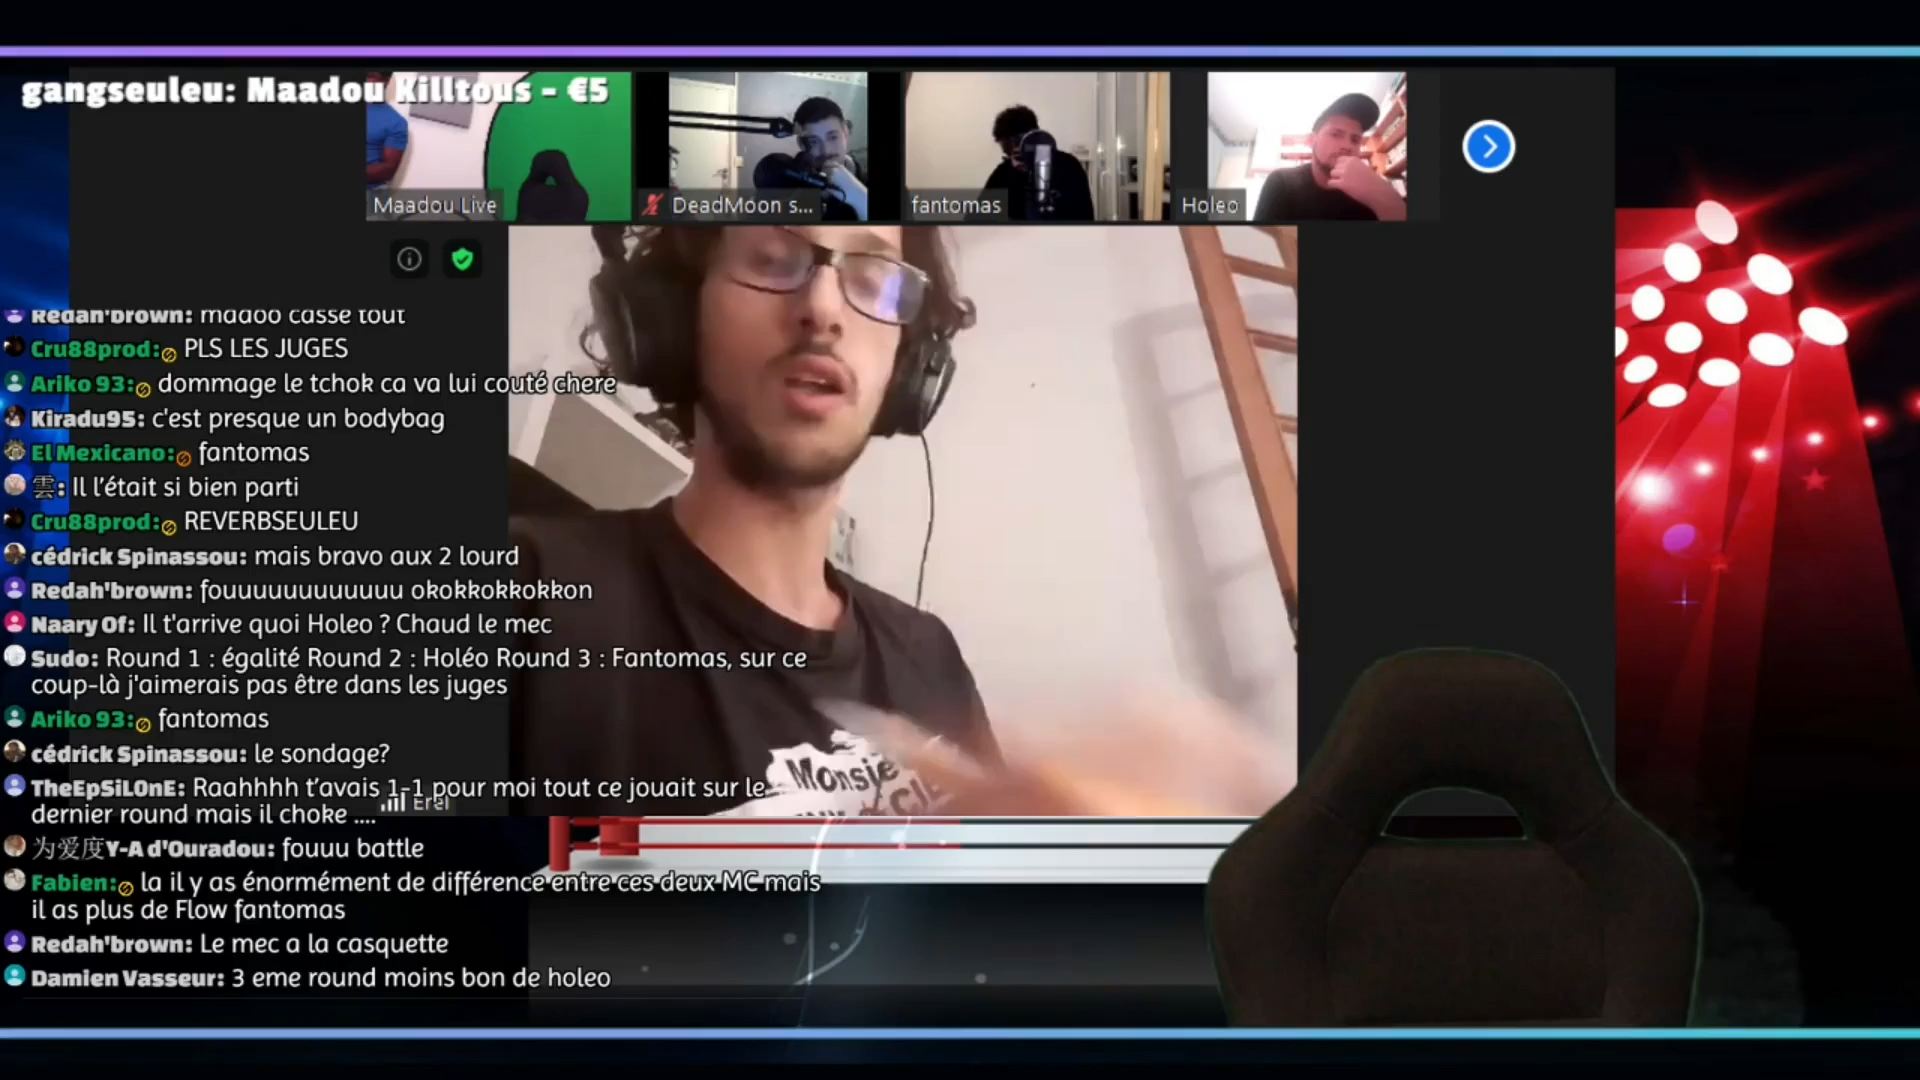 gangseuleu: Maadou Killtous - €5
Maadou Live
DeadMoon s...
fantomas
Holeo
Redah'brown: madoo casse tout
Cru88prod: PLS LES JUGES
Ariko 93: dommage le tchok ca va lui couté chere
Kiradu95: c'est presque un bodybag
El Mexicano: fantomas
雲: Il l'était si bien parti
Cru88prod: REVERBSEULEU
cédrick Spinassou: mais bravo aux 2 lourd
Redah'brown: fouuuuuuuuuuuu okokkokkokkon
Naary Of: Il t'arrive quoi Holeo ? Chaud le mec
Sudo: Round 1 : égalité Round 2 : Holéo Round 3 : Fantomas, sur ce
coup-là j'aimerais pas être dans les juges
Ariko 93: fantomas
cédrick Spinassou: le sondage?
TheEpSiL0nE: Raahhhh t'avais 1-1 pour moi tout ce jouait sur le
dernier round mais il choke ....
为爱度Y-A d'Ouradou: fouuu battle
Fabien: la il y as énormément de différence entre ces deux MC mais
il as plus de Flow fantomas
Redah'brown: Le mec a la casquette
Damien Vasseur: 3 eme round moins bon de holeo
Erel
Monsie